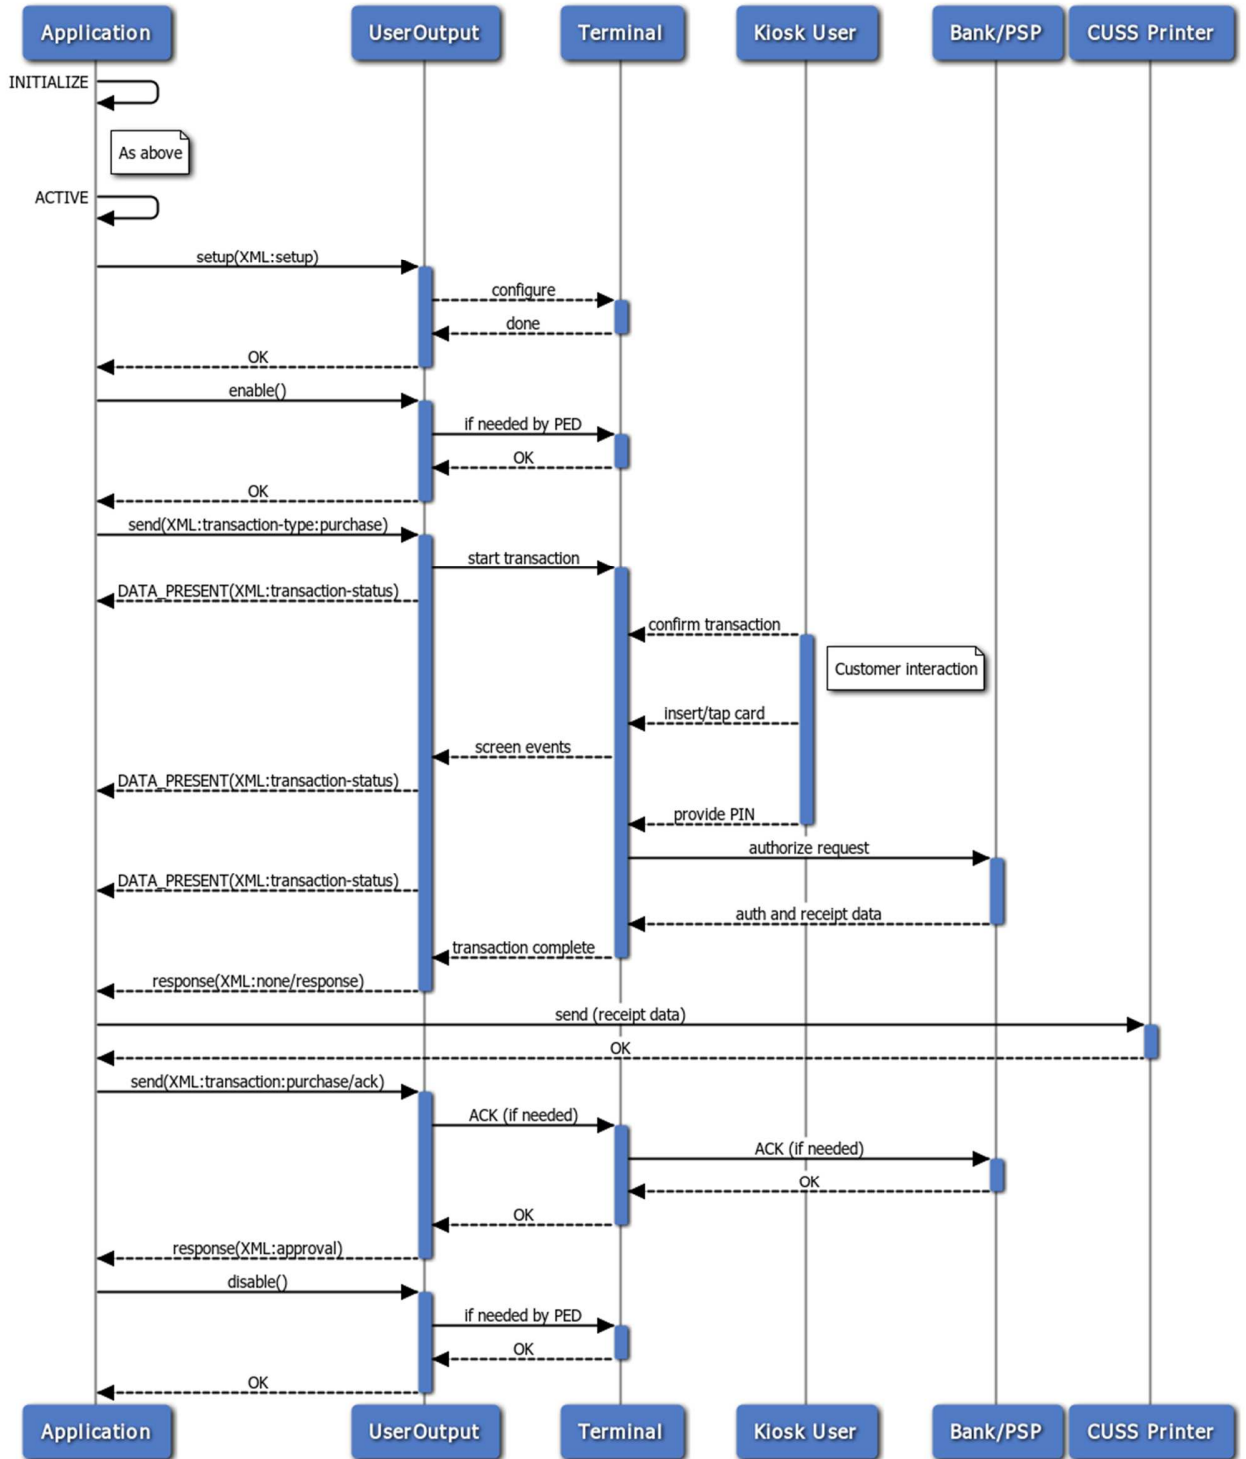 Application
UserOutput
Terminal
Kiosk User
Bank/PSP
CUSS Printer
INITIALIZE
As above
ACTIVE
setup(XML:setup)
configure
done
OK
enable()
if needed by PED
OK
OK
send(XML:transaction-type:purchase)
start transaction
DATA_PRESENT(XML:transaction-status)
confirm transaction
Customer interaction
insert/tap card
screen events
DATA_PRESENT(XML:transaction-status)
provide PIN
authorize request
DATA_PRESENT(XML:transaction-status)
auth and receipt data
transaction complete
response(XML:none/response)
send (receipt data)
OK
send(XML:transaction:purchase/ack)
ACK (if needed)
ACK (if needed)
OK
OK
response(XML:approval)
disable()
if needed by PED
OK
OK
Application
UserOutput
Terminal
Kiosk User
Bank/PSP
CUSS Printer